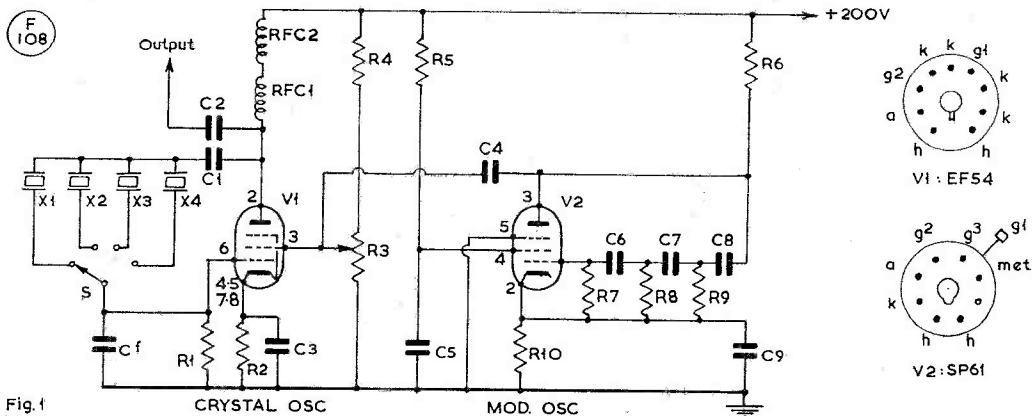 F
108
Output
RFC2
RFC1
R4
R5
+200V
R6
C2
C1
C4
X1
X2
X3
X4
2
V1
3
V2
6
3
R3
5
4
C6
C7
C8
4·5
7.8
2
R7
R8
R9
S
Cf
R1
R2
C3
C5
R10
C9
Fig.1
CRYSTAL OSC
MOD. OSC
k
k
g1
g2
k
a
k
h
h
V1: EF54
g2
g3
g1
a
met
k
h
h
V2: SP61